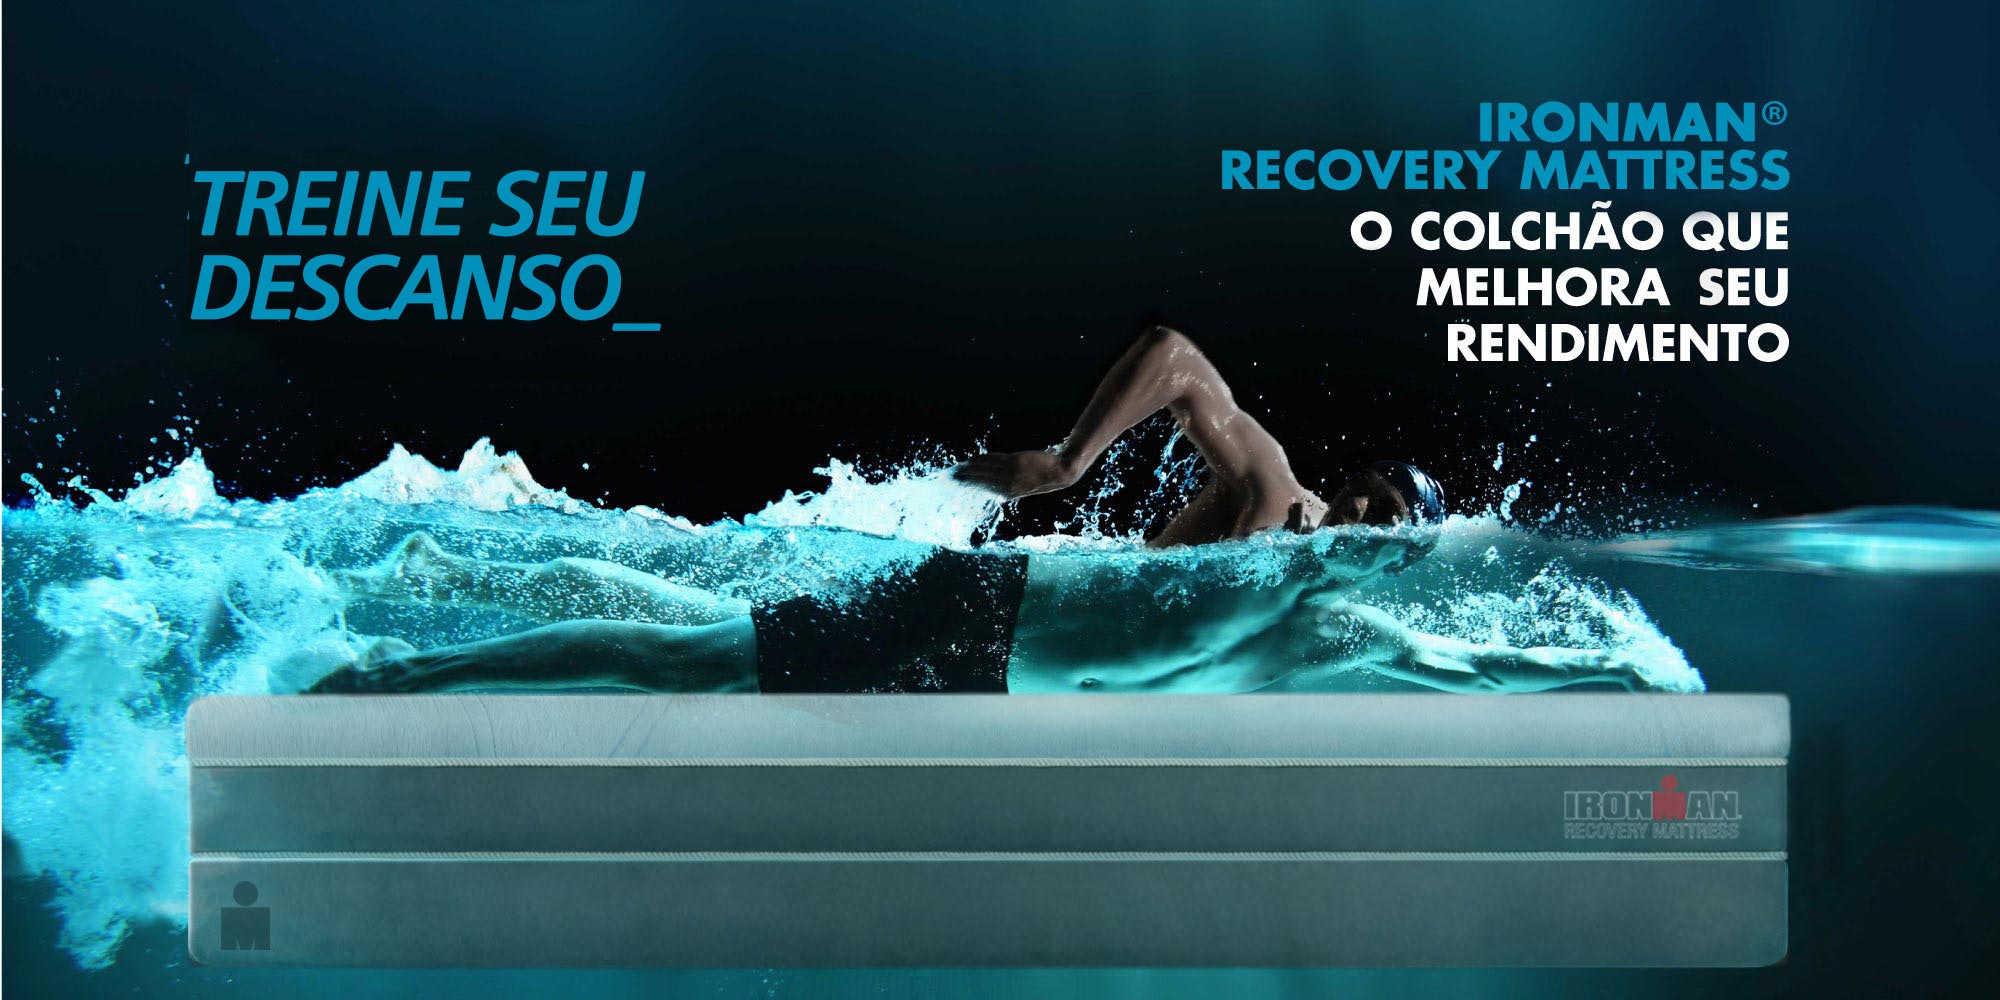 TREINE SEU
DESCANSO_
IRONMAN®
RECOVERY MATTRESS
O COLCHÃO QUE
MELHORA SEU
RENDIMENTO
IRONMAN
RECOVERY MATTRESS